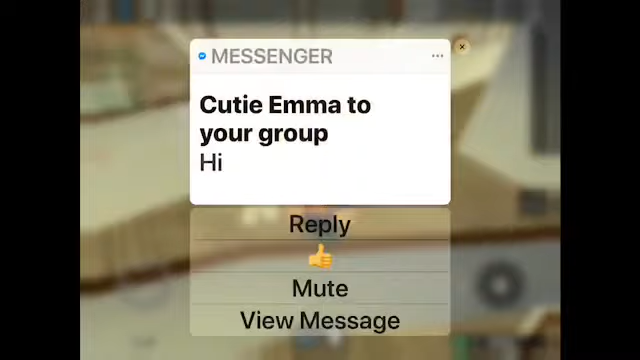 MESSENGER
Cutie Emma to
your group
Hi
Reply
👍
Mute
View Message